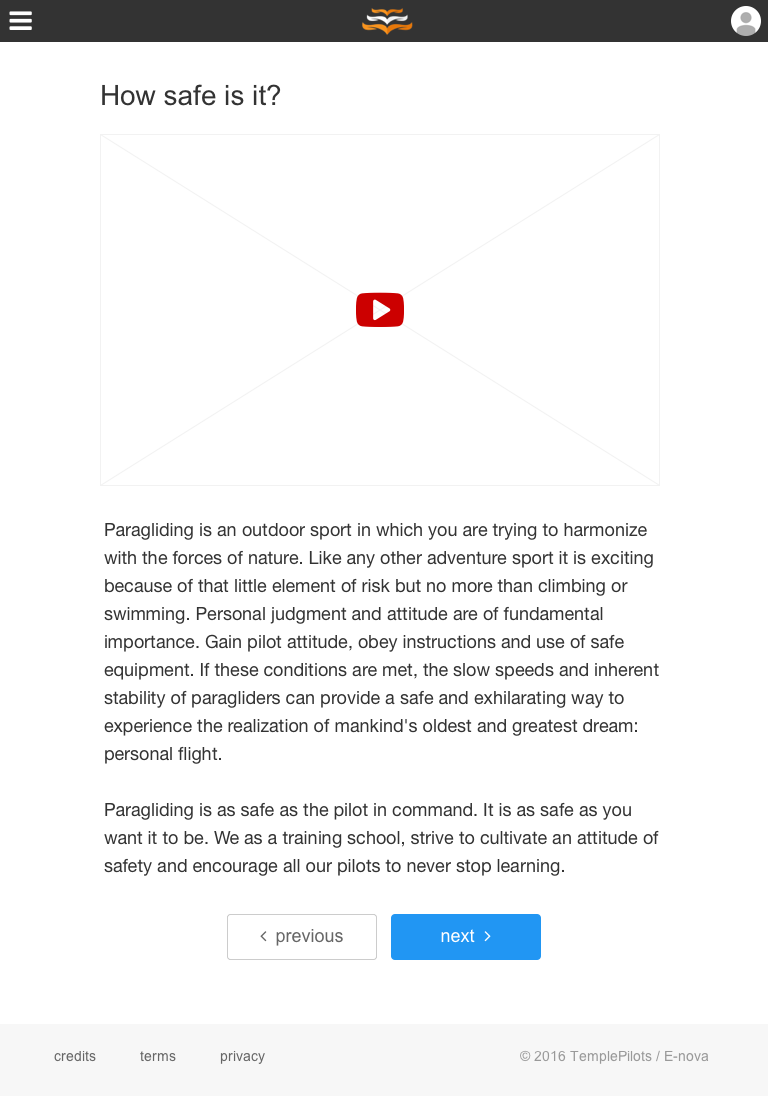 How safe is it?
Paragliding is an outdoor sport in which you are trying to harmonize
with the forces of nature. Like any other adventure sport it is exciting
because of that little element of risk but no more than climbing or
swimming. Personal judgment and attitude are of fundamental
importance. Gain pilot attitude, obey instructions and use of safe
equipment. If these conditions are met, the slow speeds and inherent
stability of paragliders can provide a safe and exhilarating way to
experience the realization of mankind's oldest and greatest dream:
personal flight.
Paragliding is as safe as the pilot in command. It is as safe as you
want it to be. We as a training school, strive to cultivate an attitude of
safety and encourage all our pilots to never stop learning.
previous next
credits terms privacy © 2016 TemplePilots / E-nova